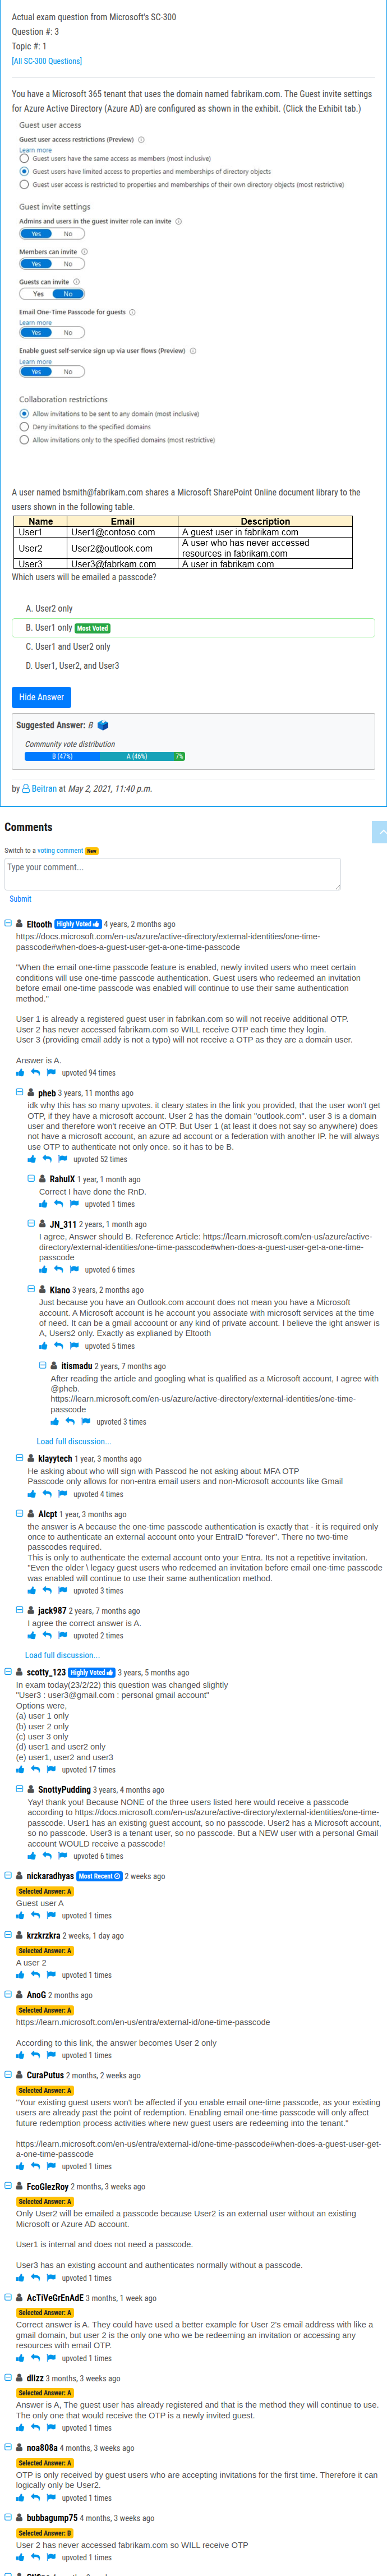 Actual exam question from Microsoft's SC-300
Question #: 3
Topic #: 1
[All SC-300 Questions]
You have a Microsoft 365 tenant that uses the domain named fabrikam.com. The Guest invite settings
for Azure Active Directory (Azure AD) are configured as shown in the exhibit. (Click the Exhibit tab.)
Guest user access
Guest user access restrictions (Preview)
Learn more
Guest users have the same access as members (most inclusive)
Guest users have limited access to properties and memberships of directory objects
Guest user access is restricted to properties and memberships of their own directory objects (most restrictive)
Guest invite settings
Admins and users in the guest inviter role can invite
Yes No
Members can invite
Yes No
Guests can invite
Yes No
Email One-Time Passcode for guests
Learn more
Yes No
Enable guest self-service sign up via user flows (Preview)
Learn more
Yes No
Collaboration restrictions
Allow invitations to be sent to any domain (most inclusive)
Deny invitations to the specified domains
Allow invitations only to the specified domains (most restrictive)
A user named bsmith@fabrikam.com shares a Microsoft SharePoint Online document library to the
users shown in the following table.
Name Email Description
User1 User1@contoso.com A guest user in fabrikam.com
User2 User2@outlook.com A user who has never accessed
resources in fabrikam.com
User3 User3@fabrkam.com A user in fabrikam.com
Which users will be emailed a passcode?
A. User2 only
B. User1 only Most Voted
C. User1 and User2 only
D. User1, User2, and User3
Hide Answer
Suggested Answer: B
Community vote distribution
B (47%) A (46%) 7%
by Beitran at May 2, 2021, 11:40 p.m.
Comments
Switch to a voting comment New
Type your comment...
Submit
Eltooth Highly Voted 4 years, 2 months ago
https://docs.microsoft.com/en-us/azure/active-directory/external-identities/one-time-
passcode#when-does-a-guest-user-get-a-one-time-passcode
"When the email one-time passcode feature is enabled, newly invited users who meet certain
conditions will use one-time passcode authentication. Guest users who redeemed an invitation
before email one-time passcode was enabled will continue to use their same authentication
method."
User 1 is already a registered guest user in fabrikan.com so will not receive additional OTP.
User 2 has never accessed fabrikam.com so WILL receive OTP each time they login.
User 3 (providing email addy is not a typo) will not receive a OTP as they are a domain user.
Answer is A.
upvoted 94 times
pheb 3 years, 11 months ago
idk why this has so many upvotes. it cleary states in the link you provided, that the user won't get
OTP, if they have a microsoft account. User 2 has the domain "outlook.com". user 3 is a domain
user and therefore won't receive an OTP. But User 1 (at least it does not say so anywhere) does
not have a microsoft account, an azure ad account or a federation with another IP. he will always
use OTP to authenticate not only once. so it has to be B.
upvoted 52 times
RahulX 1 year, 1 month ago
Correct I have done the RnD.
upvoted 1 times
JN_311 2 years, 1 month ago
I agree, Answer should B. Reference Article: https://learn.microsoft.com/en-us/azure/active-
directory/external-identities/one-time-passcode#when-does-a-guest-user-get-a-one-time-
passcode
upvoted 6 times
Kiano 3 years, 2 months ago
Just because you have an Outlook.com account does not mean you have a Microsoft
account. A Microsoft account is he account you associate with microsoft services at the time
of need. It can be a gmail account or any kind of private account. I believe the ight answer is
A, Users2 only. Exactly as explianed by Eltooth
upvoted 5 times
itismadu 2 years, 7 months ago
After reading the article and googling what is qualified as a Microsoft account, I agree with
@pheb.
https://learn.microsoft.com/en-us/azure/active-directory/external-identities/one-time-
passcode
upvoted 3 times
Load full discussion...
klayytech 1 year, 3 months ago
He asking about who will sign with Passcod he not asking about MFA OTP
Passcode only allows for non-entra email users and non-Microsoft accounts like Gmail
upvoted 4 times
Alcpt 1 year, 3 months ago
the answer is A because the one-time passcode authentication is exactly that - it is required only
once to authenticate an external account onto your EntraID "forever". There no two-time
passcodes required.
This is only to authenticate the external account onto your Entra. Its not a repetitive invitation.
"Even the older \ legacy guest users who redeemed an invitation before email one-time passcode
was enabled will continue to use their same authentication method.
upvoted 3 times
jack987 2 years, 7 months ago
I agree the correct answer is A.
upvoted 2 times
Load full discussion...
scotty_123 Highly Voted 3 years, 5 months ago
In exam today(23/2/22) this question was changed slightly
"User3 : user3@gmail.com : personal gmail account"
Options were,
(a) user 1 only
(b) user 2 only
(c) user 3 only
(d) user1 and user2 only
(e) user1, user2 and user3
upvoted 17 times
SnottyPudding 3 years, 4 months ago
Yay! thank you! Because NONE of the three users listed here would receive a passcode
according to https://docs.microsoft.com/en-us/azure/active-directory/external-identities/one-time-
passcode. User1 has an existing guest account, so no passcode. User2 has a Microsoft account,
so no passcode. User3 is a tenant user, so no passcode. But a NEW user with a personal Gmail
account WOULD receive a passcode!
upvoted 6 times
nickaradhyas Most Recent 2 weeks ago
Selected Answer: A
Guest user A
upvoted 1 times
krzkrzkra 2 weeks, 1 day ago
Selected Answer: A
A user 2
upvoted 1 times
AnoG 2 months ago
Selected Answer: A
https://learn.microsoft.com/en-us/entra/external-id/one-time-passcode
According to this link, the answer becomes User 2 only
upvoted 1 times
CuraPutus 2 months, 2 weeks ago
Selected Answer: A
"Your existing guest users won't be affected if you enable email one-time passcode, as your existing
users are already past the point of redemption. Enabling email one-time passcode will only affect
future redemption process activities where new guest users are redeeming into the tenant."
https://learn.microsoft.com/en-us/entra/external-id/one-time-passcode#when-does-a-guest-user-get-
a-one-time-passcode
upvoted 1 times
FcoGlezRoy 2 months, 3 weeks ago
Selected Answer: A
Only User2 will be emailed a passcode because User2 is an external user without an existing
Microsoft or Azure AD account.
User1 is internal and does not need a passcode.
User3 has an existing account and authenticates normally without a passcode.
upvoted 1 times
AcTiVeGrEnAdE 3 months, 1 week ago
Selected Answer: A
Correct answer is A. They could have used a better example for User 2's email address with like a
gmail domain, but user 2 is the only one who we be redeeming an invitation or accessing any
resources with email OTP.
upvoted 1 times
dlizz 3 months, 3 weeks ago
Selected Answer: A
Answer is A, The guest user has already registered and that is the method they will continue to use.
The only one that would receive the OTP is a newly invited guest.
upvoted 1 times
noa808a 4 months, 3 weeks ago
Selected Answer: A
OTP is only received by guest users who are accepting invitations for the first time. Therefore it can
logically only be User2.
upvoted 1 times
bubbagump75 4 months, 3 weeks ago
Selected Answer: B
User 2 has never accessed fabrikam.com so WILL receive OTP
upvoted 1 times